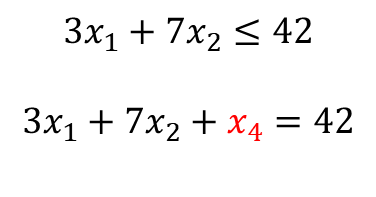 3x₁ + 7x₂ ≤ 42
3x₁ + 7x₂ + x₄ = 42